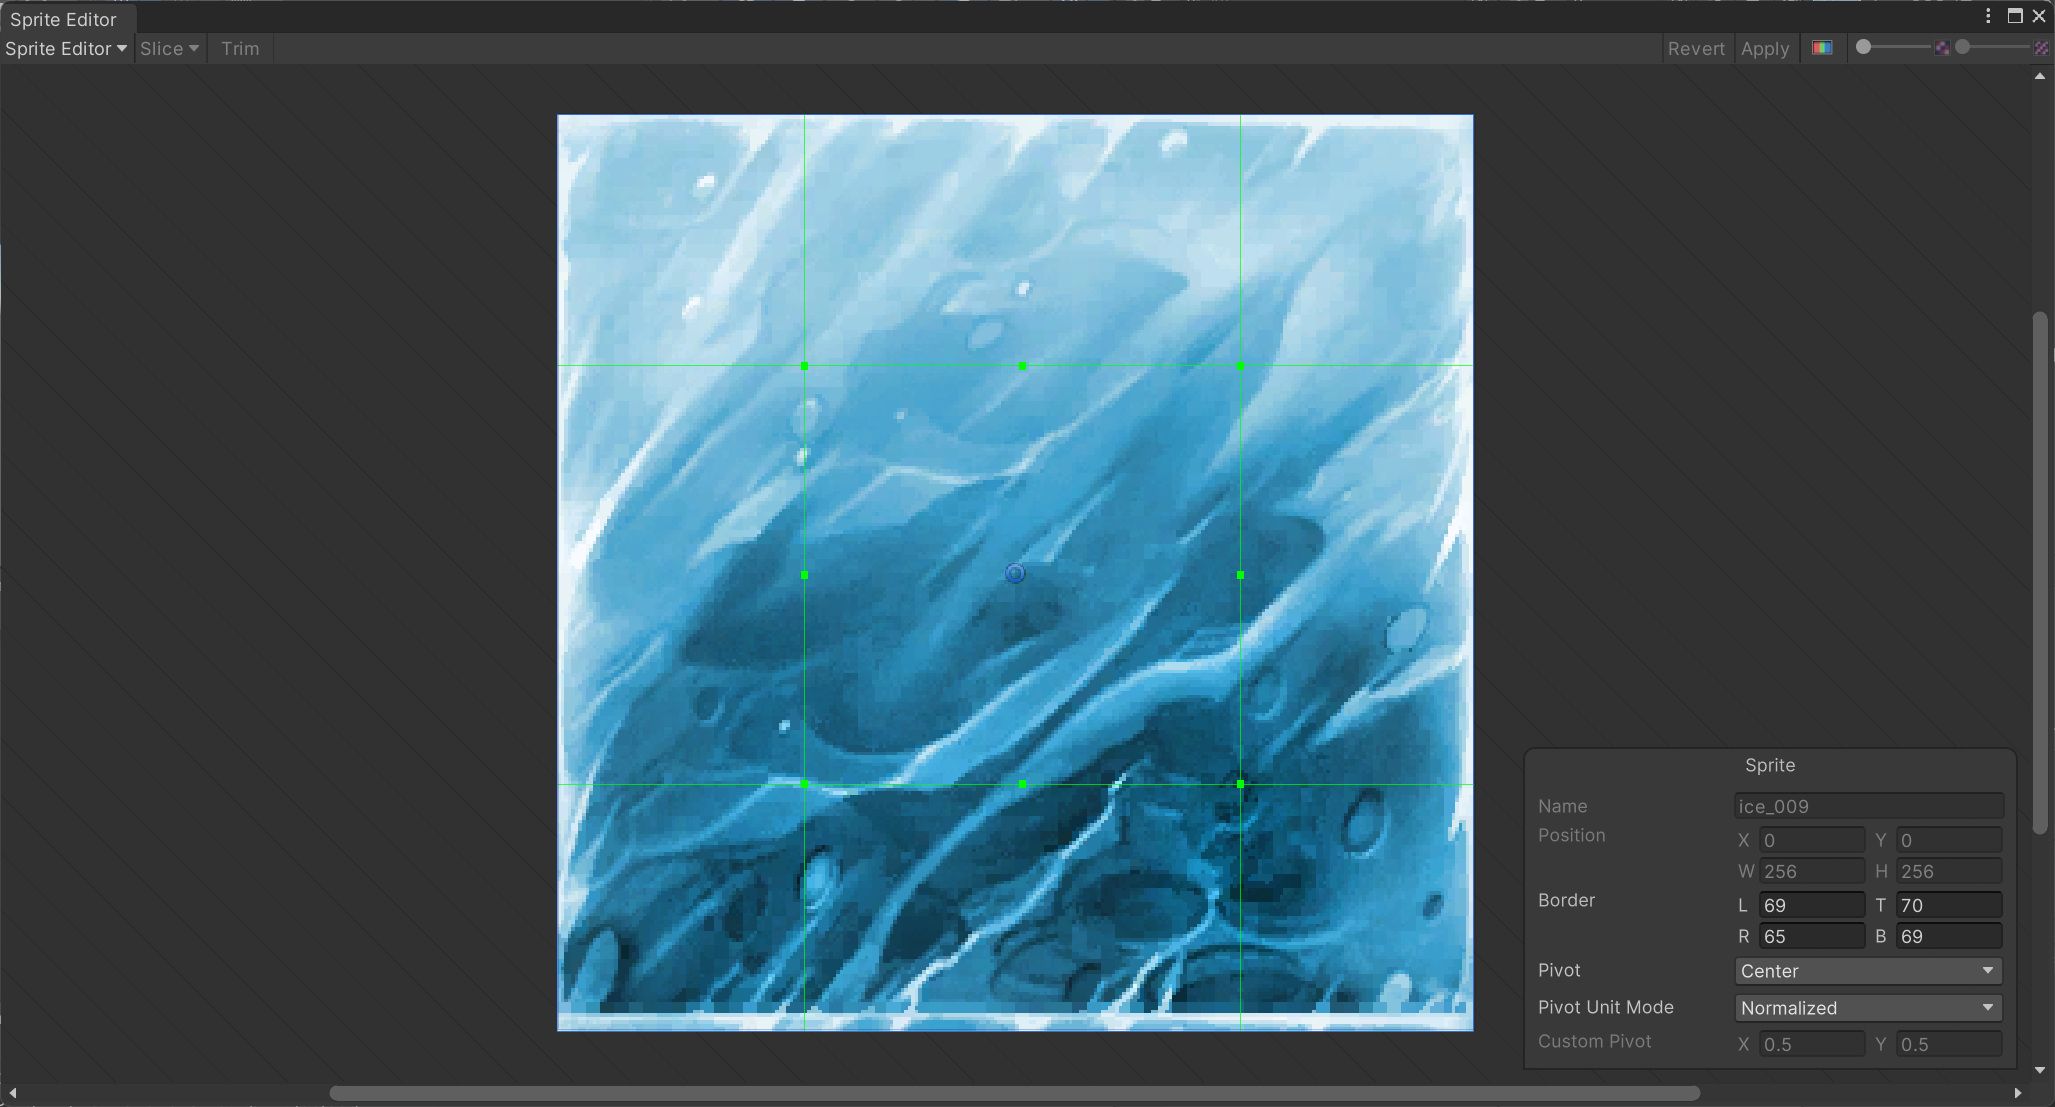 Sprite Editor
Sprite Editor Slice Trim Revert Apply
Sprite
Name ice_009
Position X 0 Y 0
W 256 H 256
Border L 69 T 70
R 65 B 69
Pivot Center
Pivot Unit Mode Normalized
Custom Pivot X 0.5 Y 0.5